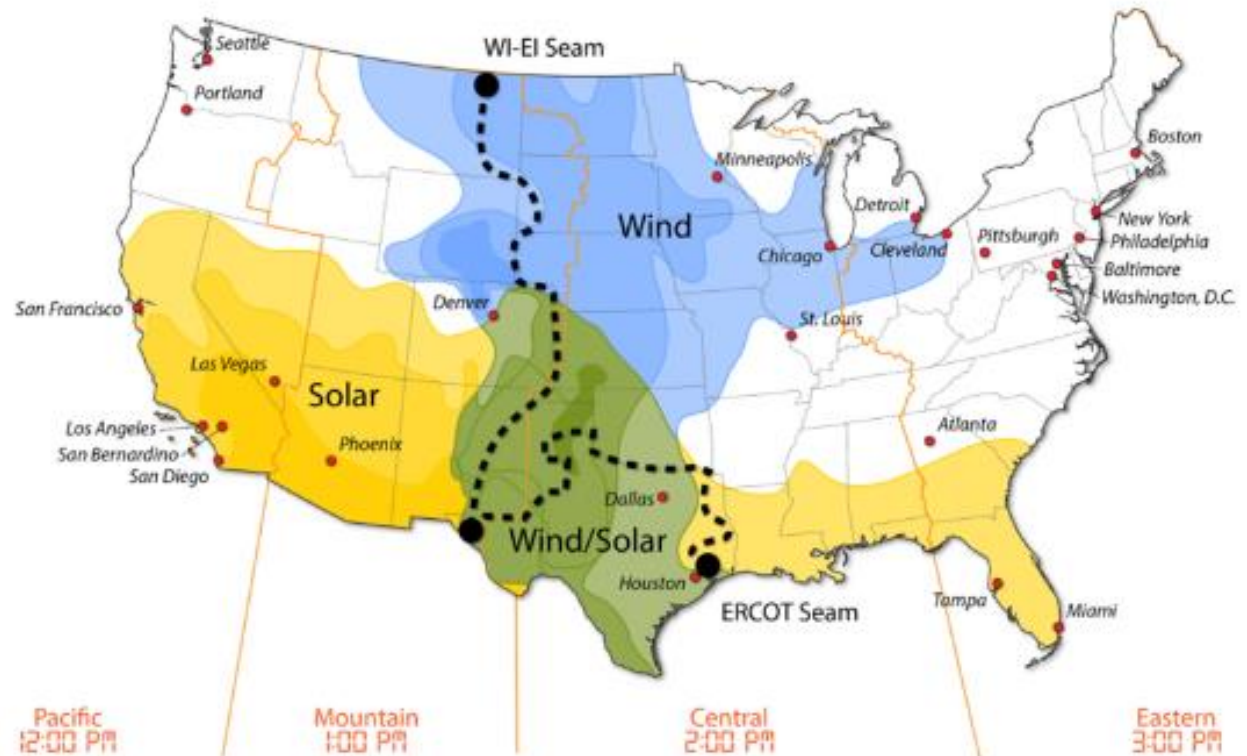 WI-EI Seam
Seattle
Portland
Minneapolis
Boston
Detroit
New York
Wind
Chicago
Cleveland
Pittsburgh
Philadelphia
Baltimore
Washington, D.C.
San Francisco
Denver
St. Louis
Las Vegas
Solar
Los Angeles
San Bernardino
San Diego
Phoenix
Atlanta
Dallas
Wind/Solar
Houston
ERCOT Seam
Tampa
Miami
Pacific
12:00 PM
Mountain
1:00 PM
Central
2:00 PM
Eastern
3:00 PM